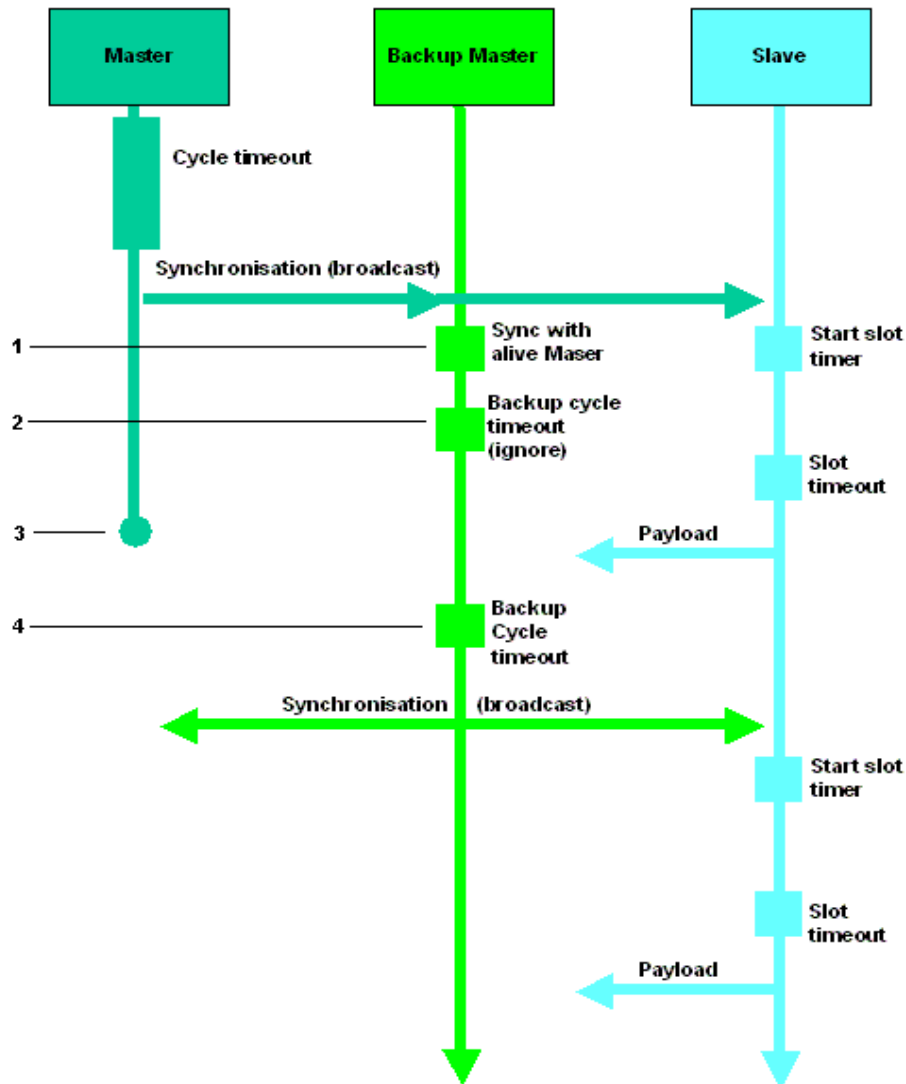 Master
Backup Master
Slave
Cycle timeout
Synchronisation (broadcast)
1
Sync with
alive Maser
Start slot
timer
2
Backup cycle
timeout
(ignore)
Slot
timeout
3
Payload
4
Backup
Cycle
timeout
Synchronisation (broadcast)
Start slot
timer
Slot
timeout
Payload